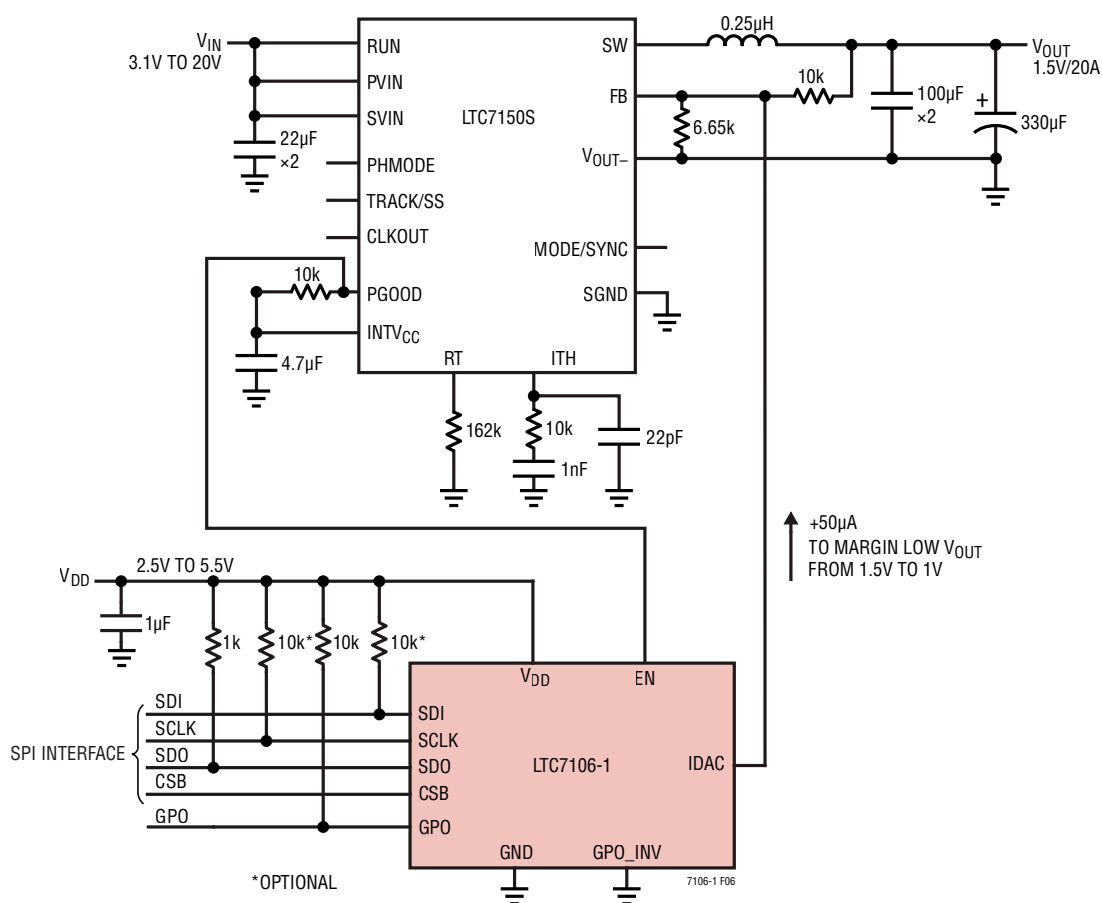 V_IN
3.1V TO 20V
RUN
PVIN
SVIN
22µF
×2
PHMODE
TRACK/SS
CLKOUT
10k
PGOOD
INTV_CC
4.7µF
LTC7150S
SW
0.25µH
V_OUT
1.5V/20A
FB
10k
6.65k
100µF
×2
+
330µF
V_OUT–
MODE/SYNC
SGND
RT
ITH
162k
10k
1nF
22pF
+50µA
TO MARGIN LOW V_OUT
FROM 1.5V TO 1V
V_DD
2.5V TO 5.5V
1µF
1k
10k*
10k
10k*
V_DD
EN
SPI INTERFACE
SDI
SCLK
SDO
CSB
GPO
SDI
SCLK
SDO
CSB
GPO
LTC7106-1
IDAC
GND
GPO_INV
*OPTIONAL
7106-1 F06